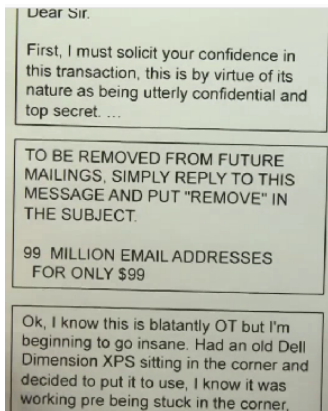 Dear Sir.
First, I must solicit your confidence in
this transaction, this is by virtue of its
nature as being utterly confidential and
top secret. ...
TO BE REMOVED FROM FUTURE
MAILINGS, SIMPLY REPLY TO THIS
MESSAGE AND PUT "REMOVE" IN
THE SUBJECT.
99 MILLION EMAIL ADDRESSES
FOR ONLY $99
Ok, I know this is blatantly OT but I'm
beginning to go insane. Had an old Dell
Dimension XPS sitting in the corner and
decided to put it to use, I know it was
working pre being stuck in the corner,